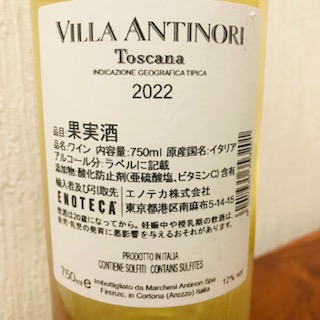 VILLA ANTINORI
Toscana
INDICAZIONE GEOGRAFICA TIPICA
2022
品目:果実酒
品名:ワイン 内容量:750ml 原産国名:イタリア
アルコール分:ラベルに記載
添加物:酸化防止剤(亜硫酸塩、ビタミンC)含有
輸入者及び引取先 エノテカ株式会社
ENOTECA 東京都港区南麻布5-14-15
飲酒は20歳になってから。妊娠中や授乳期の飲酒は、
胎児・乳児の発育に悪影響を与えるおそれがあります。
PRODOTTO IN ITALIA
CONTIENE SOLFITI CONTAINS SULFITES
750ml e 12% vol
Imbottigliato da Marchesi Antinori Spa
Firenze, in Cortona (Arezzo) Italia